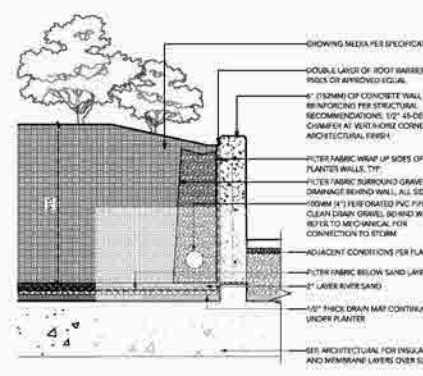 GROWING MEDIA PER SPECIFICAT
DOUBLE LAYER OF ROOT BARRIER
OR APPROVED EQUAL
6" (152MM) CIP CONCRETE WALL
REINFORCING PER STRUCTURAL
RECOMMENDATIONS, 1/2" 45-DE
CHAMFER AT VERT/HORIZ CORNE
ARCHITECTURAL FINISH
FILTER FABRIC WRAP UP SIDES OF
PLANTER WALLS, TYP.
FILTER FABRIC SURROUND GRAVE
DRAINAGE BEHIND WALL, ALL SID
100MM (4") PERFORATED PVC PIP
CLEAN DRAIN GRAVEL BEHIND W
REFER TO MECHANICAL FOR
CONNECTION TO STORM
ADJACENT CONDITIONS PER PLA
FILTER FABRIC BELOW SAND LAYE
2" LAYER RIVER SAND
1/2" THICK DRAIN MAT CONTINU
UNDER PLANTER
SEE ARCHITECTURAL FOR INSULA
AND MEMBRANE LAYERS OVER SL